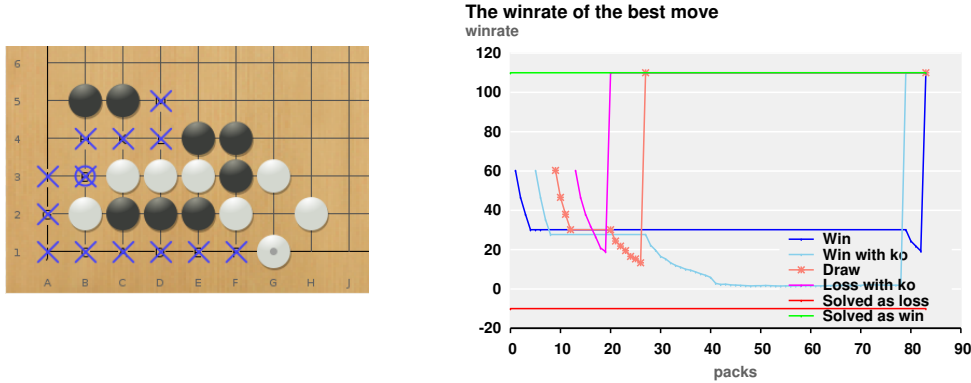 The winrate of the best move
winrate
120
100
80
60
40
20
0
-20
0 10 20 30 40 50 60 70 80 90
packs
Win
Win with ko
Draw
Loss with ko
Solved as loss
Solved as win
6
5
4
3
2
1
A B C D E F G H J